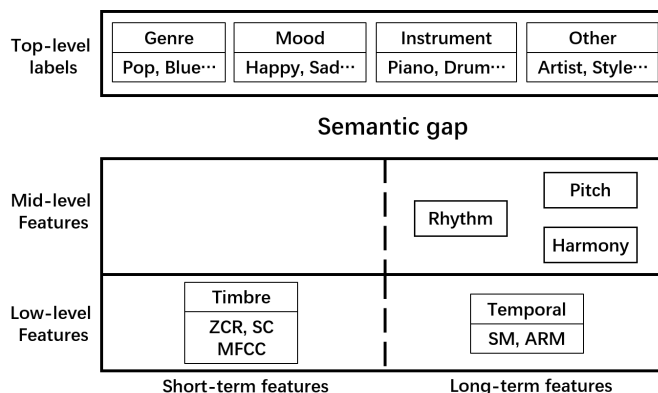 Top-level
labels
Genre
Pop, Blue···
Mood
Happy, Sad···
Instrument
Piano, Drum···
Other
Artist, Style···
Semantic gap
Mid-level
Features
Rhythm
Pitch
Harmony
Low-level
Features
Timbre
ZCR, SC
MFCC
Temporal
SM, ARM
Short-term features
Long-term features